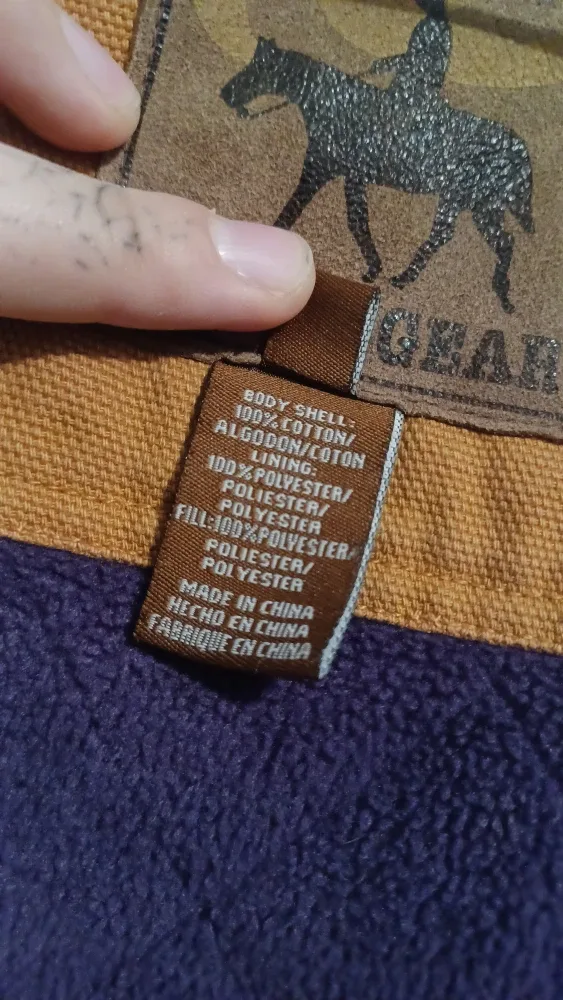 GEAR
BODY SHELL:
100% COTTON/
ALGODON/COTON
LINING:
100% POLYESTER/
POLIESTER/
POLYESTER
FILL:100% POLYESTER/
POLIESTER/
POLYESTER
MADE IN CHINA
HECHO EN CHINA
FABRIQUE EN CHINA